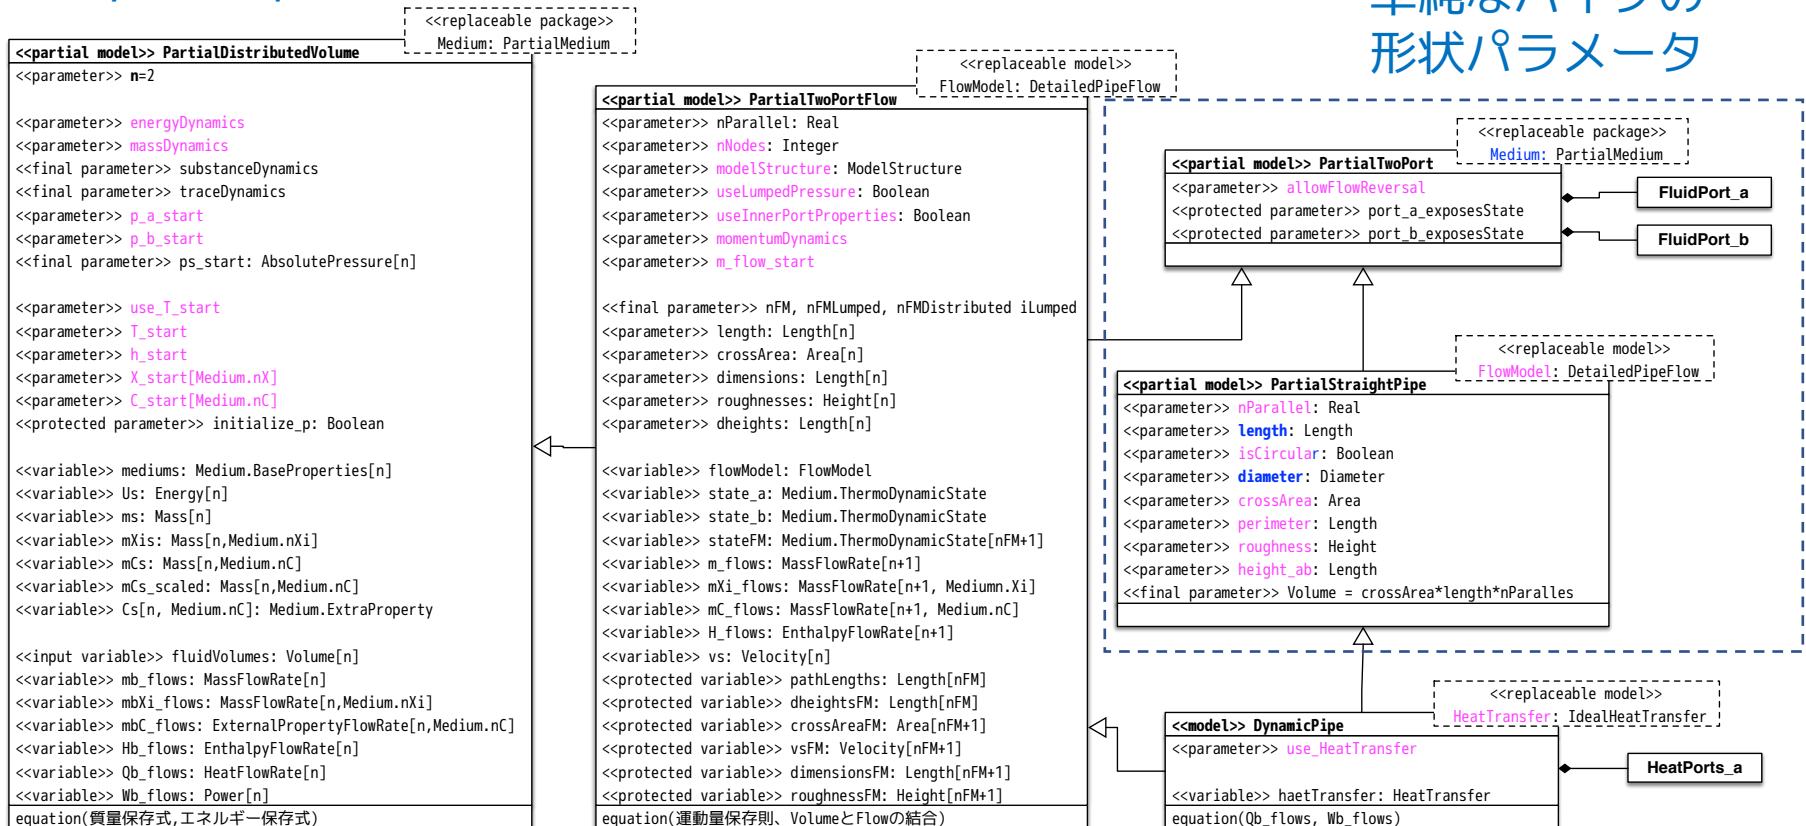 形状パラメータ
<<replaceable package>>
Medium: PartialMedium
<<partial model>> PartialDistributedVolume
<<parameter>> n=2
<<parameter>> energyDynamics
<<parameter>> massDynamics
<<final parameter>> substanceDynamics
<<final parameter>> traceDynamics
<<parameter>> p_a_start
<<parameter>> p_b_start
<<final parameter>> ps_start: AbsolutePressure[n]
<<parameter>> use_T_start
<<parameter>> T_start
<<parameter>> h_start
<<parameter>> X_start[Medium.nX]
<<parameter>> C_start[Medium.nC]
<<protected parameter>> initialize_p: Boolean
<<variable>> mediums: Medium.BaseProperties[n]
<<variable>> Us: Energy[n]
<<variable>> ms: Mass[n]
<<variable>> mXis: Mass[n,Medium.nXi]
<<variable>> mCs: Mass[n,Medium.nC]
<<variable>> mCs_scaled: Mass[n,Medium.nC]
<<variable>> Cs[n, Medium.nC]: Medium.ExtraProperty
<<input variable>> fluidVolumes: Volume[n]
<<variable>> mb_flows: MassFlowRate[n]
<<variable>> mbXi_flows: MassFlowRate[n,Medium.nXi]
<<variable>> mbC_flows: ExternalPropertyFlowRate[n,Medium.nC]
<<variable>> Hb_flows: EnthalpyFlowRate[n]
<<variable>> Qb_flows: HeatFlowRate[n]
<<variable>> Wb_flows: Power[n]
equation(質量保存式,エネルギー保存式)
<<replaceable model>>
FlowModel: DetailedPipeFlow
<<partial model>> PartialTwoPortFlow
<<parameter>> nParallel: Real
<<parameter>> nNodes: Integer
<<parameter>> modelStructure: ModelStructure
<<parameter>> useLumpedPressure: Boolean
<<parameter>> useInnerPortProperties: Boolean
<<parameter>> momentumDynamics
<<parameter>> m_flow_start
<<final parameter>> nFM, nFMLumped, nFMDistributed iLumped
<<parameter>> length: Length[n]
<<parameter>> crossArea: Area[n]
<<parameter>> dimensions: Length[n]
<<parameter>> roughnesses: Height[n]
<<parameter>> dheights: Length[n]
<<variable>> flowModel: FlowModel
<<variable>> state_a: Medium.ThermoDynamicState
<<variable>> state_b: Medium.ThermoDynamicState
<<variable>> stateFM: Medium.ThermoDynamicState[nFM+1]
<<variable>> m_flows: MassFlowRate[n+1]
<<variable>> mXi_flows: MassFlowRate[n+1, Mediumn.Xi]
<<variable>> mC_flows: MassFlowRate[n+1, Medium.nC]
<<variable>> H_flows: EnthalpyFlowRate[n+1]
<<variable>> vs: Velocity[n]
<<protected variable>> pathLengths: Length[nFM]
<<protected variable>> dheightsFM: Length[nFM]
<<protected variable>> crossAreaFM: Area[nFM+1]
<<protected variable>> vsFM: Velocity[nFM+1]
<<protected variable>> dimensionsFM: Length[nFM+1]
<<protected variable>> roughnessFM: Height[nFM+1]
equation(運動量保存則、VolumeとFlowの結合)
<<replaceable package>>
Medium: PartialMedium
<<partial model>> PartialTwoPort
<<parameter>> allowFlowReversal
<<protected parameter>> port_a_exposesState
<<protected parameter>> port_b_exposesState
FluidPort_a
FluidPort_b
<<replaceable model>>
FlowModel: DetailedPipeFlow
<<partial model>> PartialStraightPipe
<<parameter>> nParallel: Real
<<parameter>> length: Length
<<parameter>> isCircular: Boolean
<<parameter>> diameter: Diameter
<<parameter>> crossArea: Area
<<parameter>> perimeter: Length
<<parameter>> roughness: Height
<<parameter>> height_ab: Length
<<final parameter>> Volume = crossArea*length*nParalles
<<replaceable model>>
HeatTransfer: IdealHeatTransfer
<<model>> DynamicPipe
<<parameter>> use_HeatTransfer
<<variable>> haetTransfer: HeatTransfer
equation(Qb_flows, Wb_flows)
HeatPorts_a